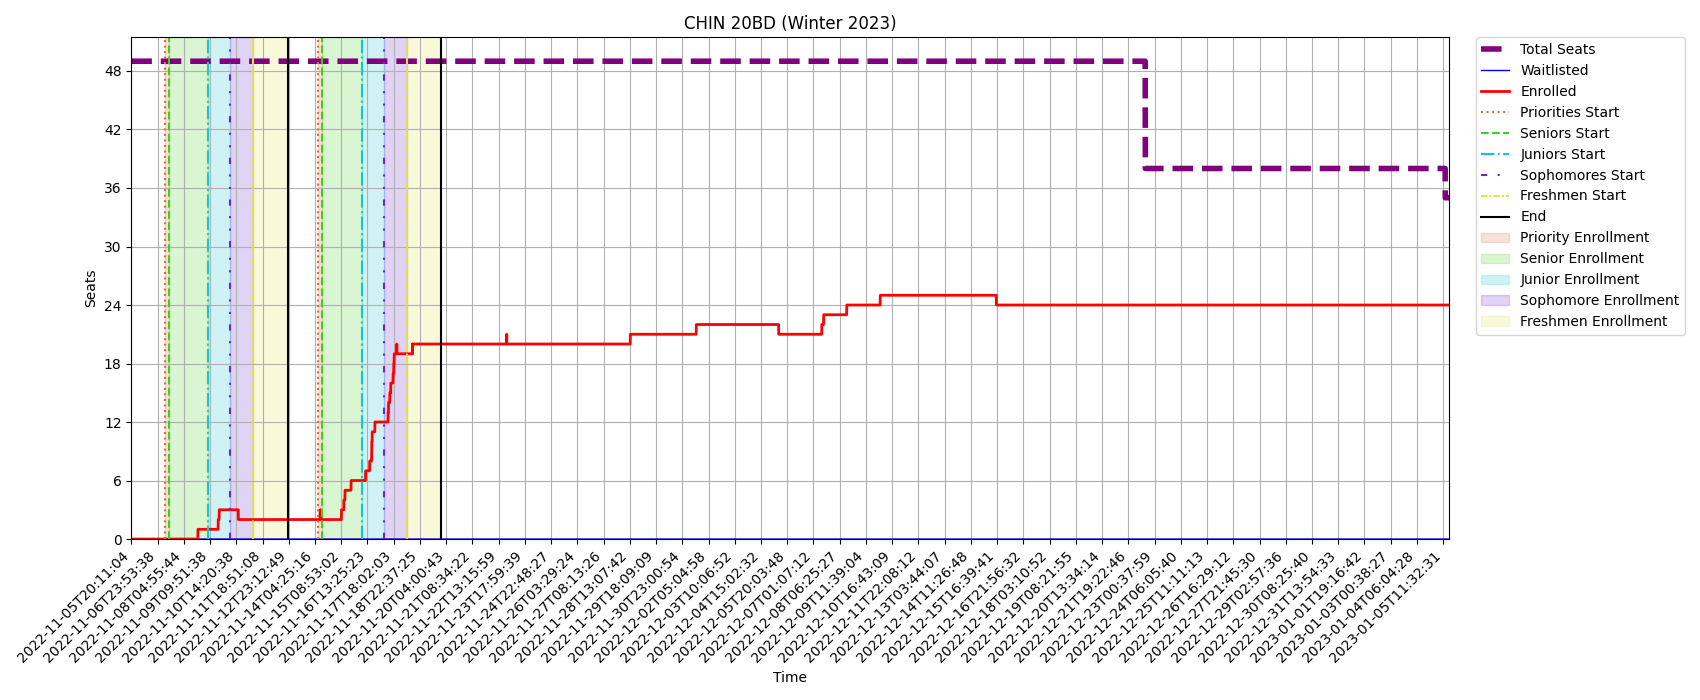 CHIN 20BD (Winter 2023)
Seats
48
42
36
30
24
18
12
6
0
2022-11-05T20:11:04
2022-11-06T23:53:38
2022-11-08T04:55:44
2022-11-09T09:51:38
2022-11-10T14:20:38
2022-11-11T18:51:08
2022-11-12T23:12:49
2022-11-14T04:25:16
2022-11-15T08:53:02
2022-11-16T13:25:23
2022-11-17T18:02:03
2022-11-18T22:37:25
2022-11-20T04:00:43
2022-11-21T08:34:22
2022-11-22T13:15:59
2022-11-23T17:59:39
2022-11-24T22:48:27
2022-11-26T03:29:24
2022-11-27T08:13:26
2022-11-28T13:07:42
2022-11-29T18:09:09
2022-11-30T23:00:54
2022-12-02T05:04:58
2022-12-03T10:06:52
2022-12-04T15:02:32
2022-12-05T20:03:48
2022-12-07T01:07:12
2022-12-08T06:25:27
2022-12-09T11:39:04
2022-12-10T16:43:09
2022-12-11T22:08:12
2022-12-13T03:44:07
2022-12-14T11:26:48
2022-12-15T16:39:41
2022-12-16T21:56:32
2022-12-18T03:10:52
2022-12-19T08:21:55
2022-12-20T13:34:14
2022-12-21T19:22:46
2022-12-23T00:37:59
2022-12-24T06:05:40
2022-12-25T11:11:13
2022-12-26T16:29:12
2022-12-27T21:45:30
2022-12-29T02:57:36
2022-12-30T08:25:40
2022-12-31T13:54:33
2023-01-01T19:16:42
2023-01-03T00:38:27
2023-01-04T06:04:28
2023-01-05T11:32:31
Time
Total Seats
Waitlisted
Enrolled
Priorities Start
Seniors Start
Juniors Start
Sophomores Start
Freshmen Start
End
Priority Enrollment
Senior Enrollment
Junior Enrollment
Sophomore Enrollment
Freshmen Enrollment